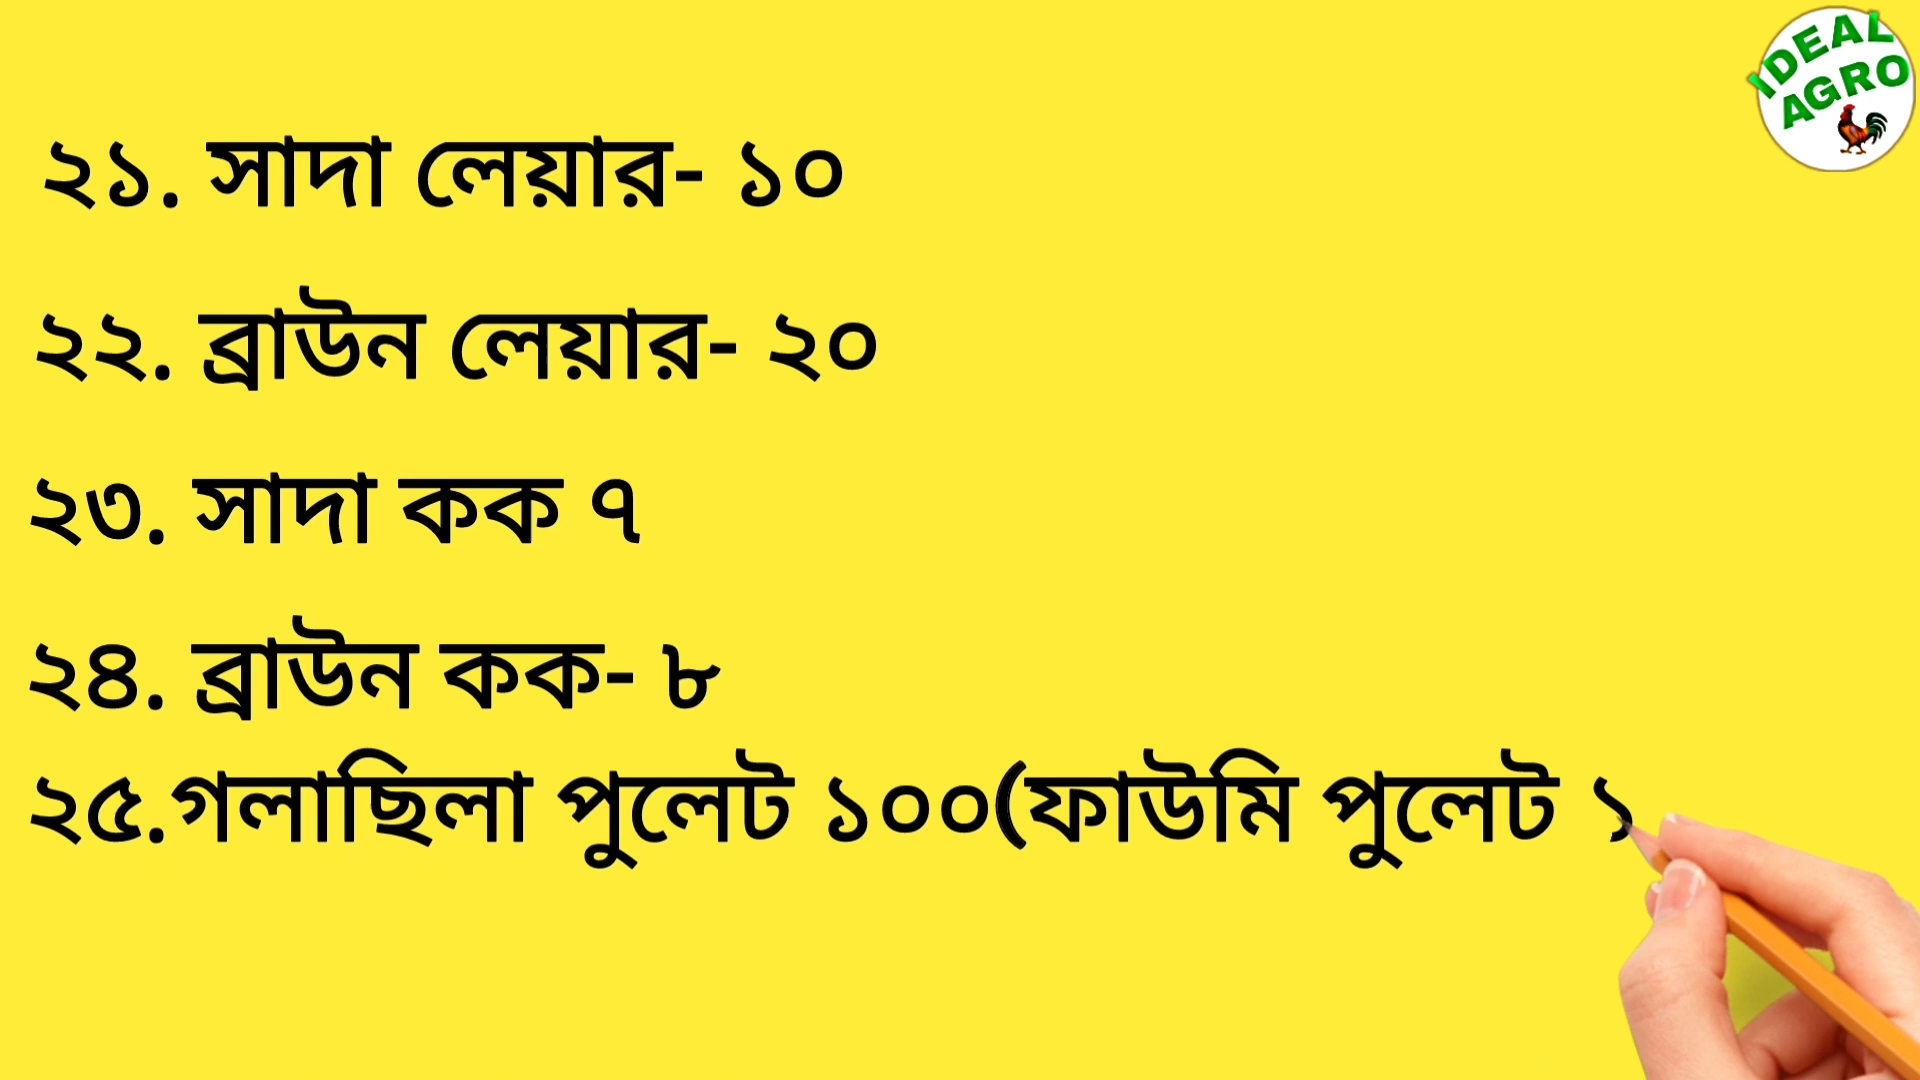 IDEAL
AGRO
২১. সাদা লেয়ার- ১০
২২. ব্রাউন লেয়ার- ২০
২৩. সাদা কক ৭
২৪. ব্রাউন কক- ৮
২৫.গলাছিলা পুলেট ১০০(ফাউমি পুলেট ১